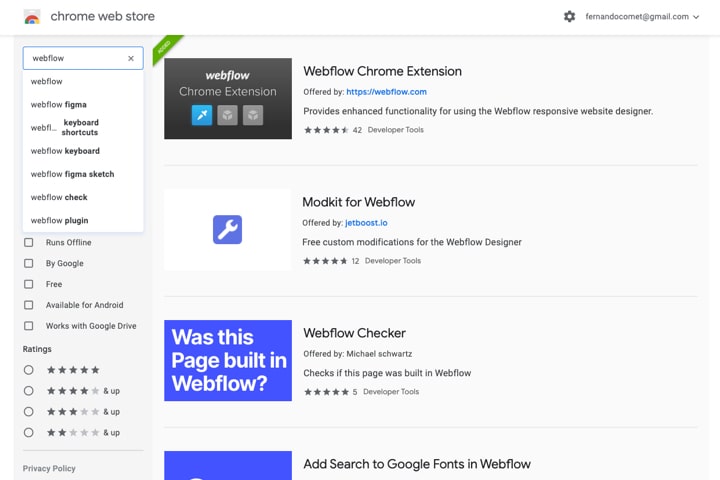 chrome web store
fernandocomet@gmail.com
webflow
webflow
webflow figma
webfl... keyboard
shortcuts
webflow keyboard
webflow figma sketch
webflow check
webflow plugin
Runs Offline
By Google
Free
Available for Android
Works with Google Drive
Ratings
& up
& up
& up
Privacy Policy
ADDED
webflow
Chrome Extension
Webflow Chrome Extension
Offered by: https://webflow.com
Provides enhanced functionality for using the Webflow responsive website designer.
42 Developer Tools
Modkit for Webflow
Offered by: jetboost.io
Free custom modifications for the Webflow Designer
12 Developer Tools
Was this
Page built in
Webflow?
Webflow Checker
Offered by: Michael schwartz
Checks if this page was built in Webflow
5 Developer Tools
Add Search to Google Fonts in Webflow